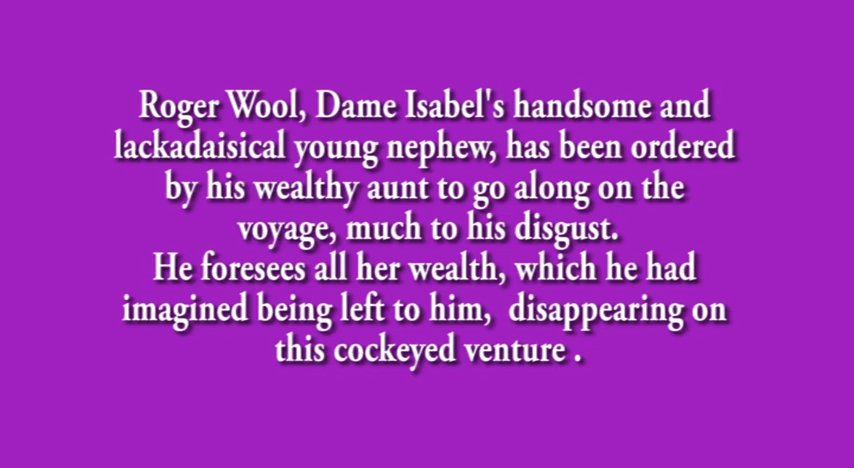 Roger Wool, Dame Isabel's handsome and
lackadaisical young nephew, has been ordered
by his wealthy aunt to go along on the
voyage, much to his disgust.
He foresees all her wealth, which he had
imagined being left to him,  disappearing on
this cockeyed venture .